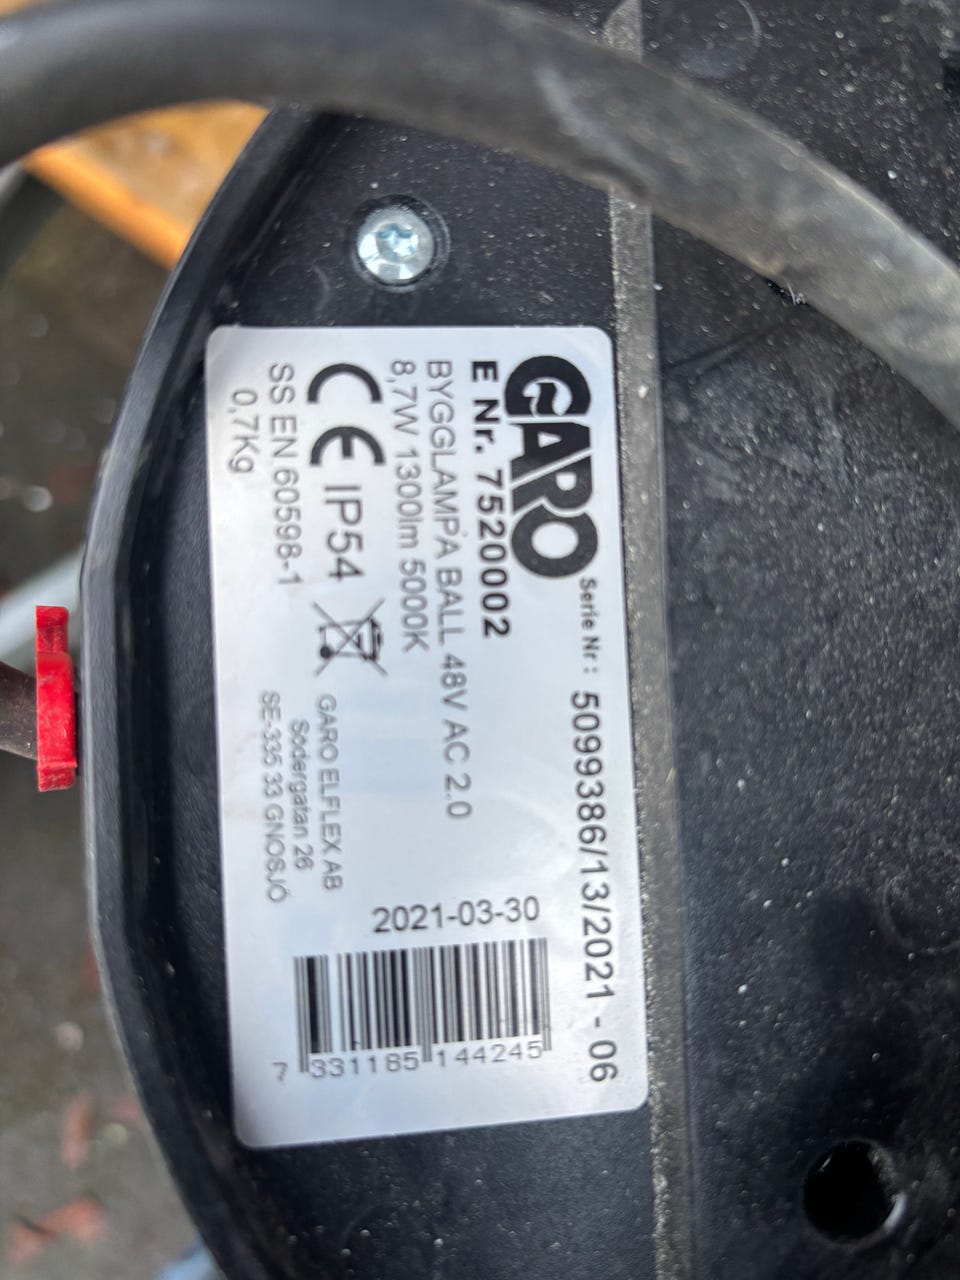 GARO
Serie Nr: 5099386/13/2021 - 06
E Nr. 7520002
BYGGLAMPA BALL 48V AC 2.0
8,7W 1300lm 5000K
CE IP54
SS EN 60598-1
0,7Kg
GARO ELFLEX AB
Södergatan 26
SE-335 33 GNOSJÖ
2021-03-30
7 331185 144245